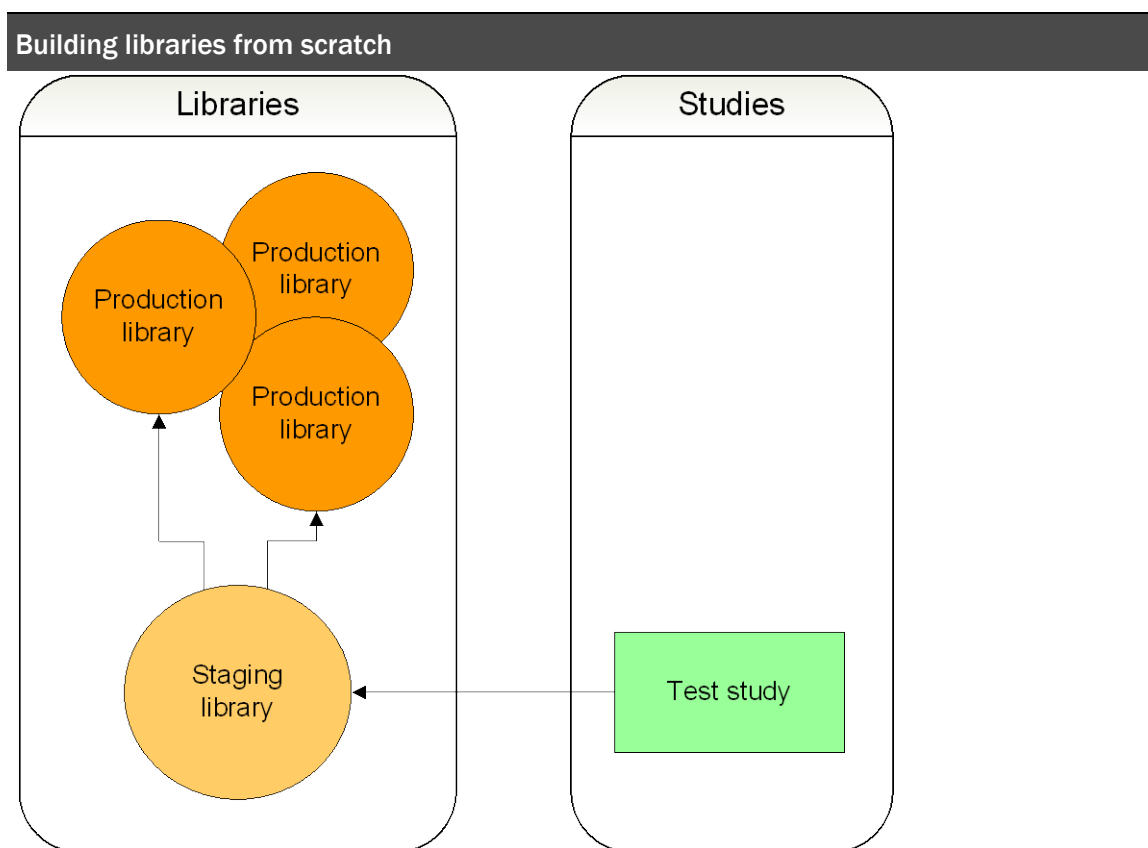 Building libraries from scratch
Libraries
Studies
Production
library
Production
library
Production
library
Staging
library
Test study